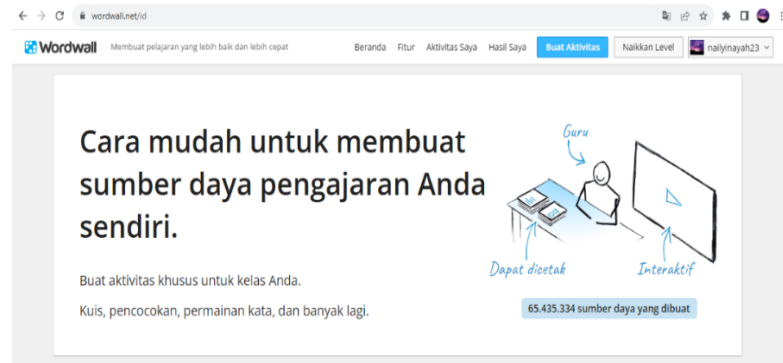 wordwall.net/id
Wordwall Membuat pelajaran yang lebih baik dan lebih cepat Beranda Fitur Aktivitas Saya Hasil Saya Buat Aktivitas Naikkan Level nailyinayah23
Cara mudah untuk membuat
sumber daya pengajaran Anda
sendiri.
Guru
Dapat dicetak
Interaktif
Buat aktivitas khusus untuk kelas Anda.
Kuis, pencocokan, permainan kata, dan banyak lagi.
65.435.334 sumber daya yang dibuat